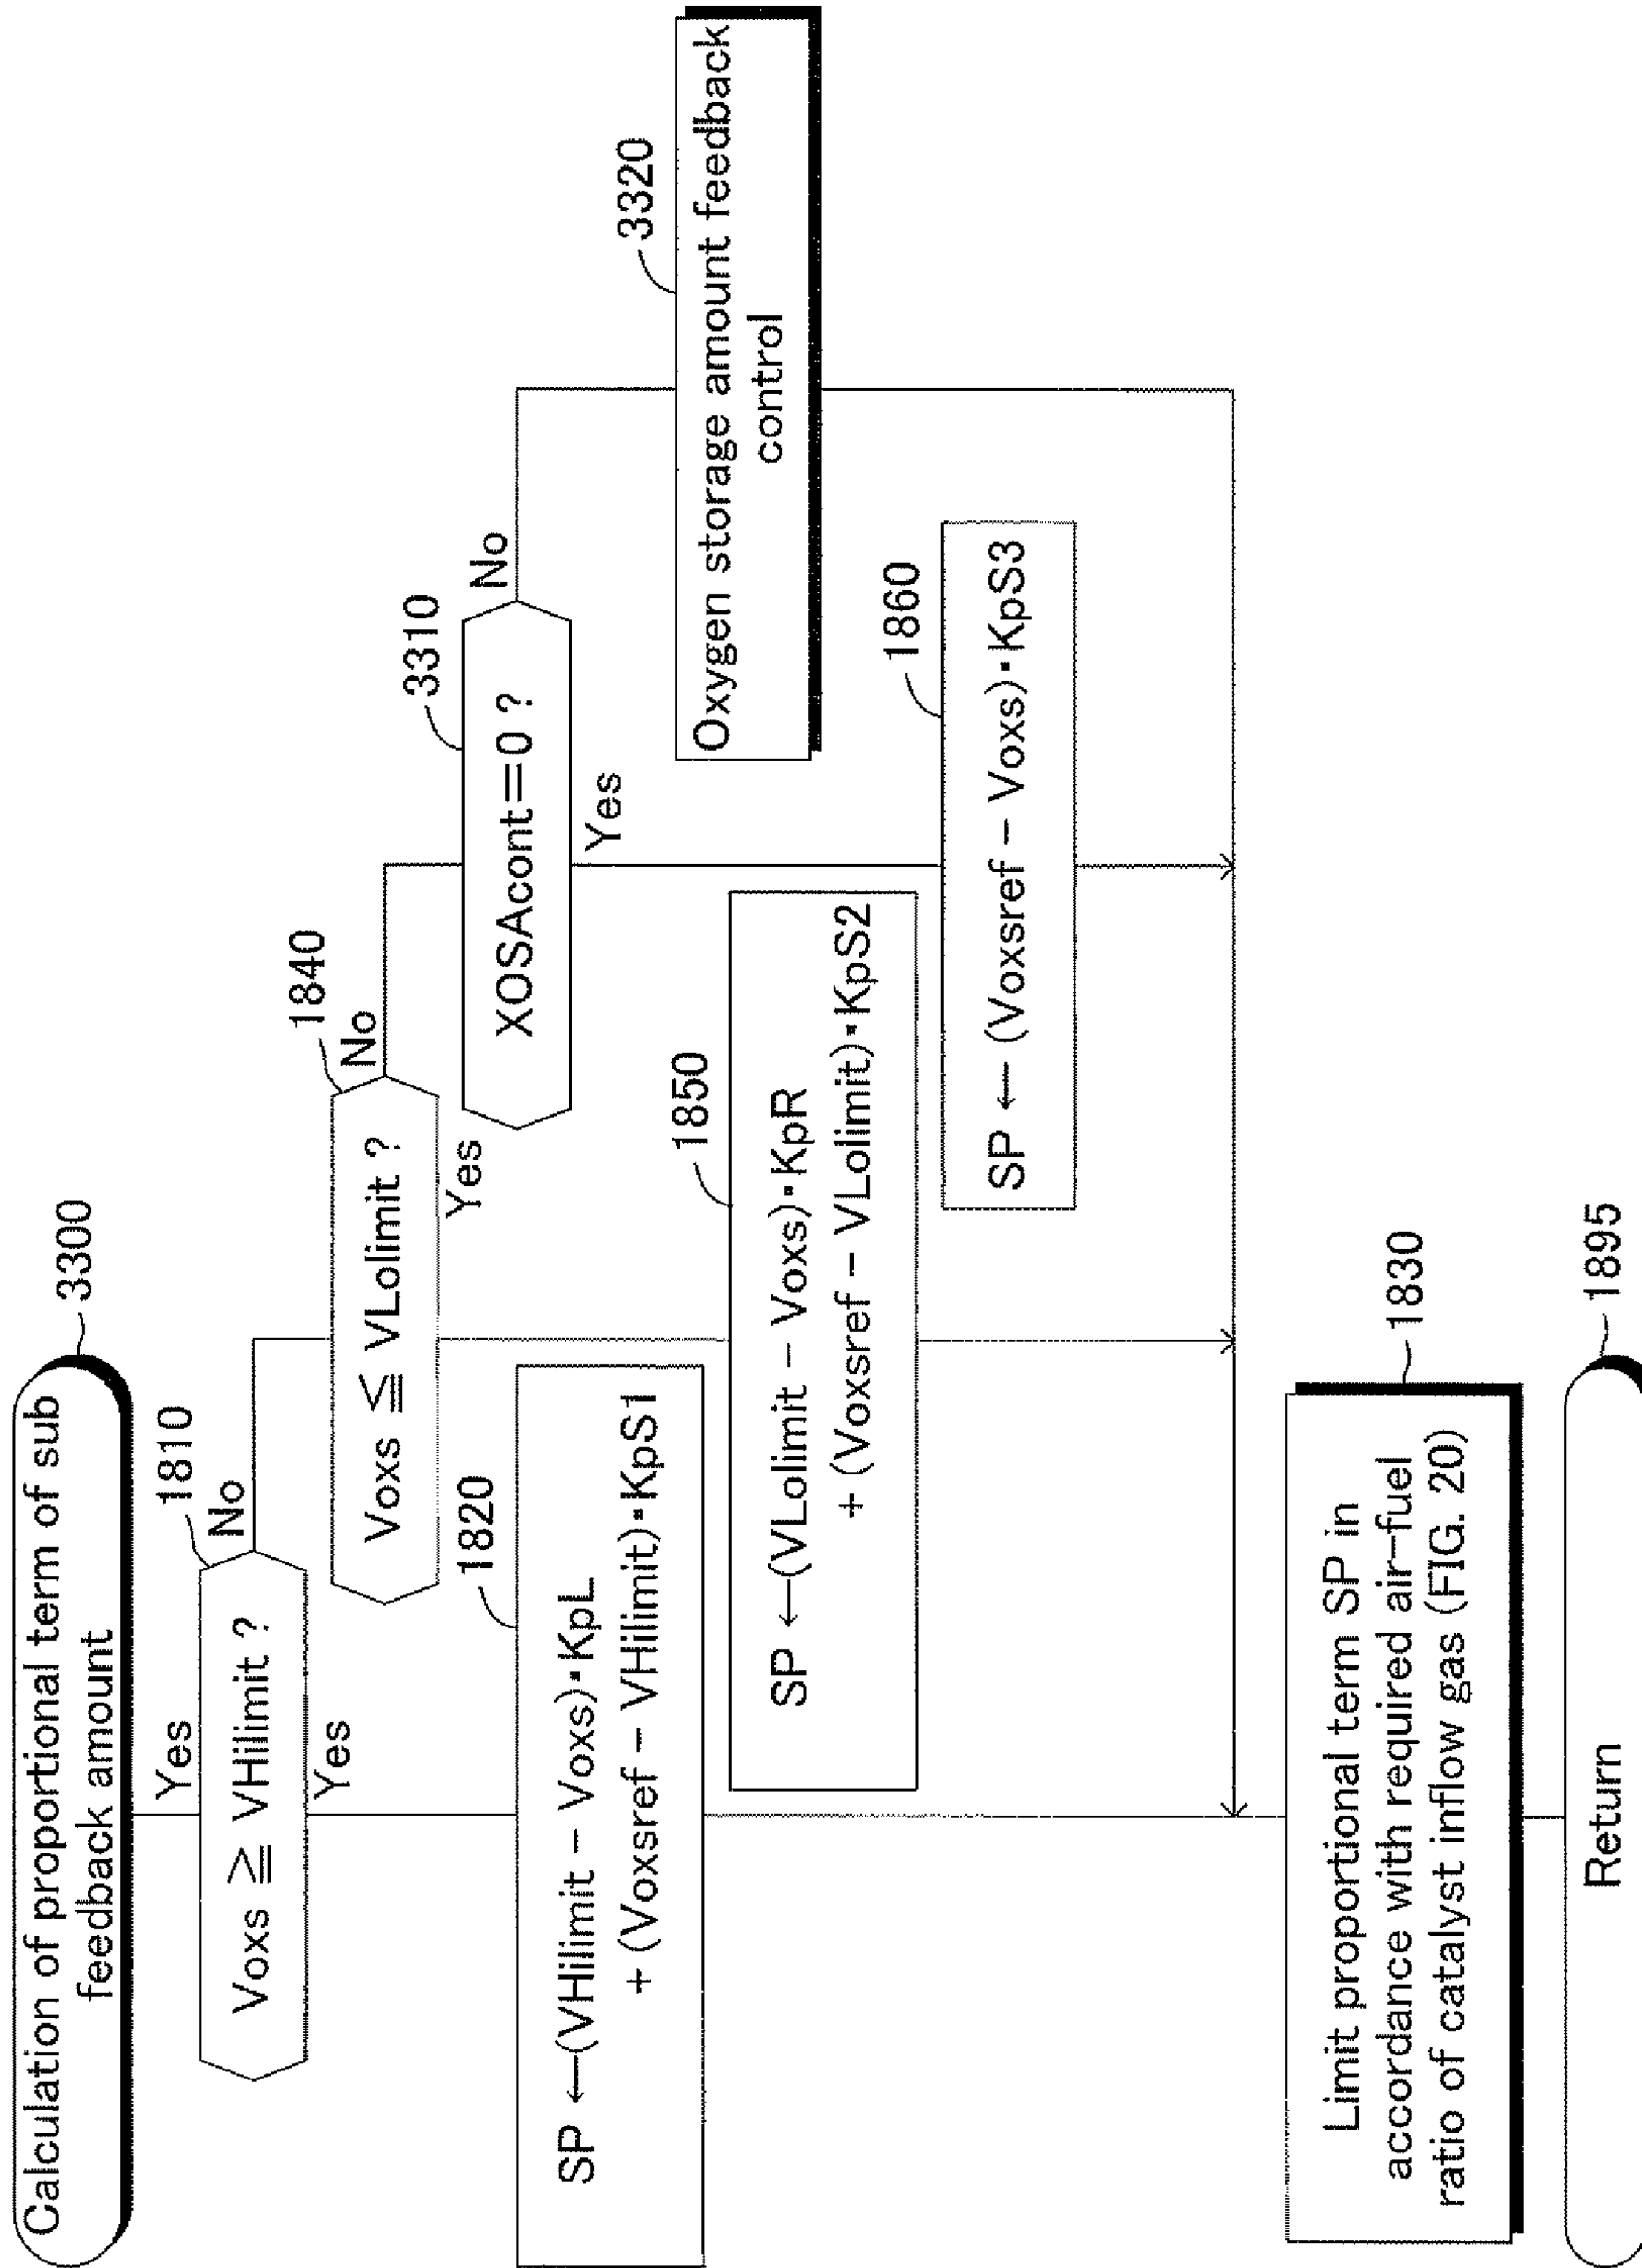 Calculation of proportional term of sub
feedback amount
3300
Yes
1810
Voxs ≧ VHilimit ?
No
Yes
1840
Voxs ≦ VLolimit ?
No
Yes
3310
XOSAcont=0 ?
No
Yes
1820
SP ←(VHilimit − Voxs)·KpL
+ (Voxsref − VHilimit)·KpS1
3320
Oxygen storage amount feedback
control
1850
SP ←(VLolimit − Voxs)·KpR
+ (Voxsref − VLolimit)·KpS2
1860
SP ← (Voxsref − Voxs)·KpS3
1830
Limit proportional term SP in
accordance with required air-fuel
ratio of catalyst inflow gas (FIG. 20)
1895
Return